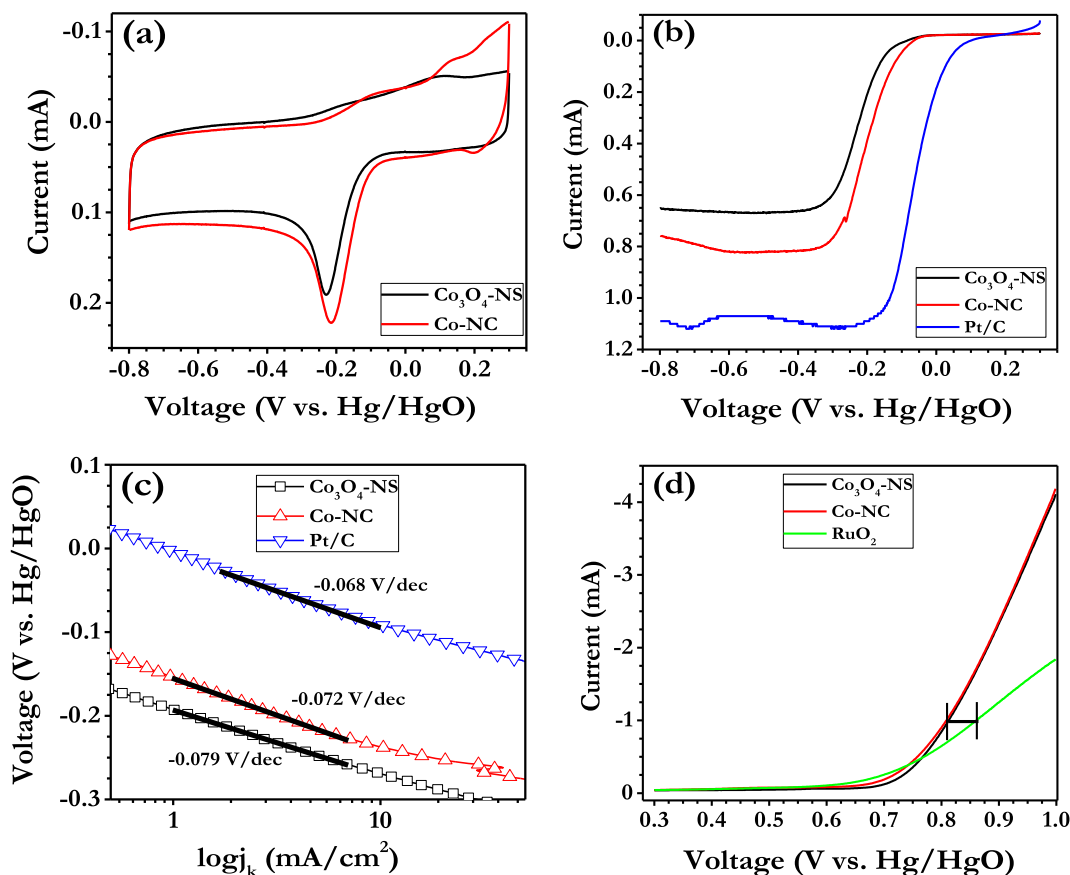 (a)
-0.1
0.0
0.1
0.2
Current (mA)
Co₃O₄-NS
Co-NC
-0.8 -0.6 -0.4 -0.2 0.0 0.2
Voltage (V vs. Hg/HgO)
(b)
0.0
0.2
0.4
0.6
0.8
1.0
1.2
Current (mA)
Co₃O₄-NS
Co-NC
Pt/C
-0.8 -0.6 -0.4 -0.2 0.0 0.2
Voltage (V vs. Hg/HgO)
(c)
0.1
0.0
-0.1
-0.2
-0.3
Voltage (V vs. Hg/HgO)
Co₃O₄-NS
Co-NC
Pt/C
-0.068 V/dec
-0.072 V/dec
-0.079 V/dec
1 10
logjₖ (mA/cm²)
(d)
-4
-3
-2
-1
0
Current (mA)
Co₃O₄-NS
Co-NC
RuO₂
0.3 0.4 0.5 0.6 0.7 0.8 0.9 1.0
Voltage (V vs. Hg/HgO)